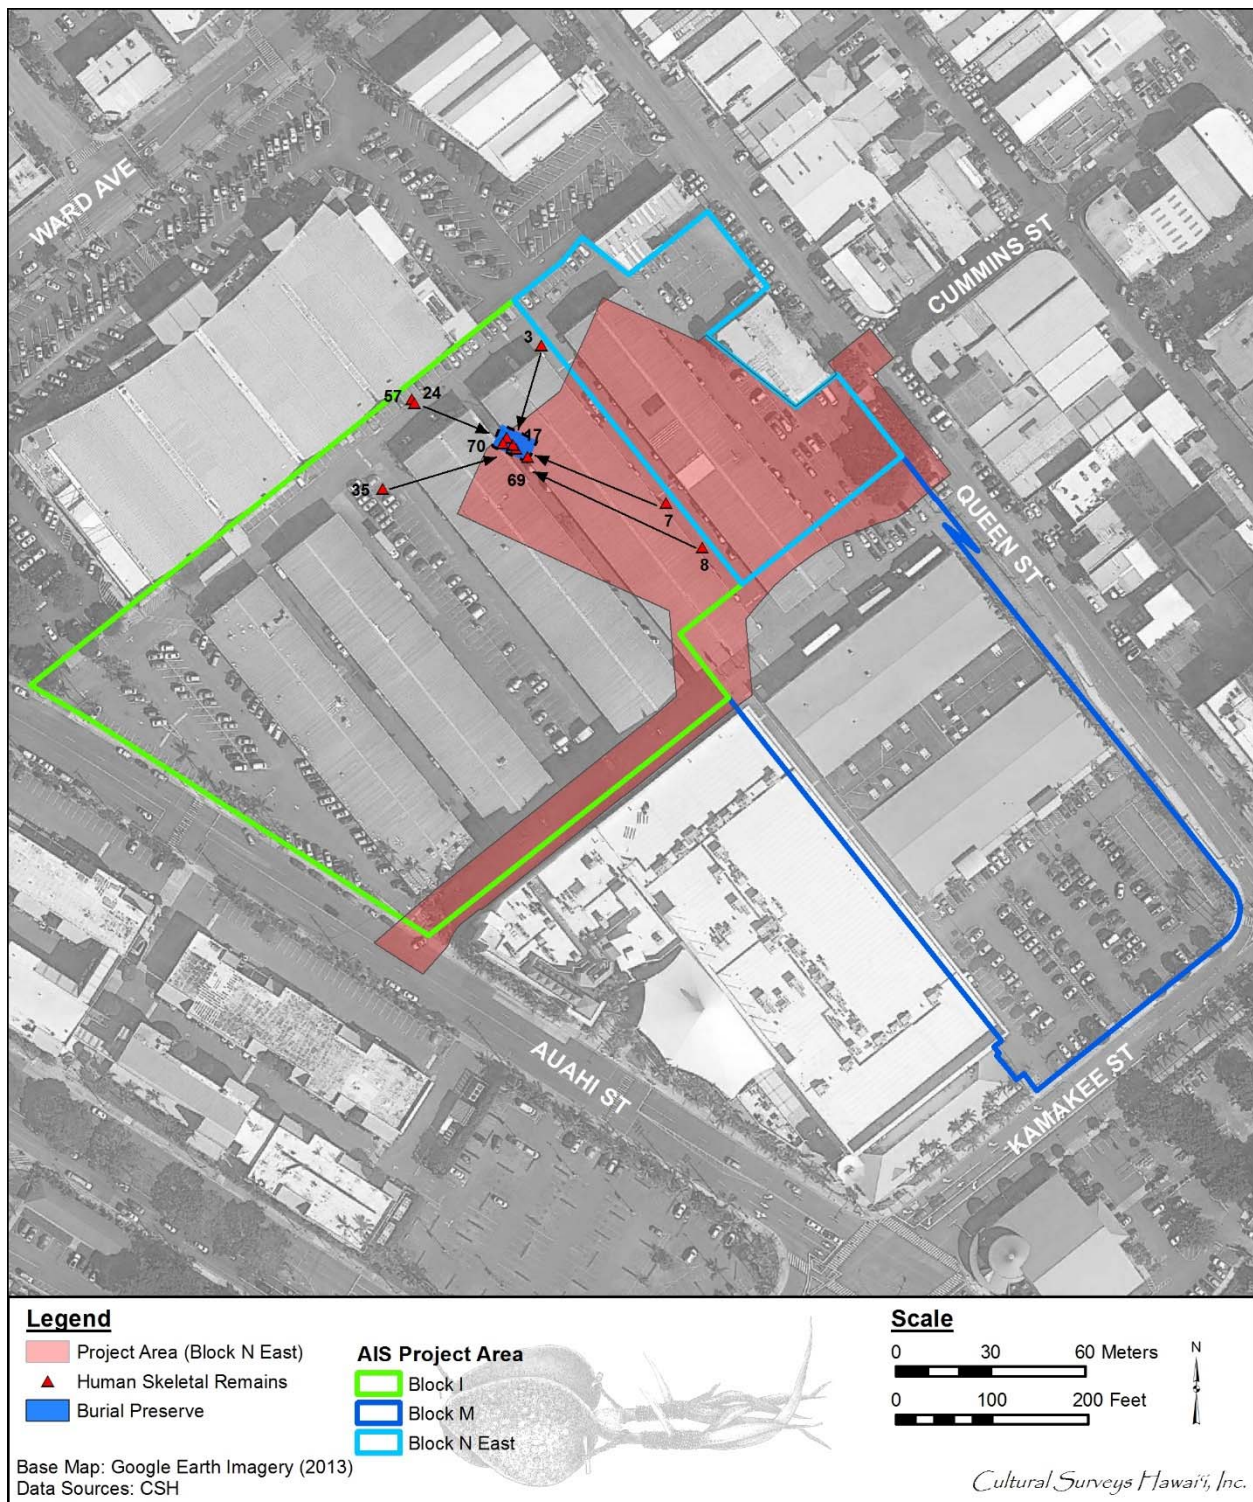 WARD AVE
CUMMINS ST
3
57 24
17
70
69
35
7
8
QUEEN ST
AUAHI ST
KAMAKEE ST
Legend
Project Area (Block N East)
Human Skeletal Remains
Burial Preserve
Base Map: Google Earth Imagery (2013)
Data Sources: CSH
AIS Project Area
Block I
Block M
Block N East
Scale
0 30 60 Meters
0 100 200 Feet
N
Cultural Surveys Hawai‘i, Inc.